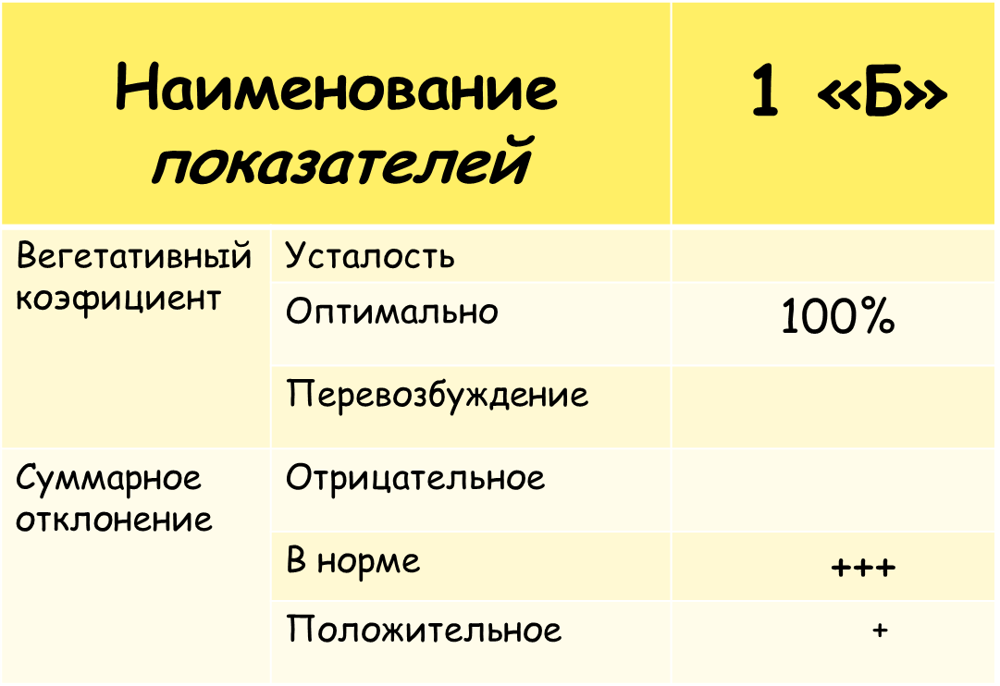 Наименование
показателей
1 «Б»
Вегетативный
коэфициент
Усталость
Оптимально
100%
Перевозбуждение
Суммарное
отклонение
Отрицательное
В норме
+++
Положительное
+